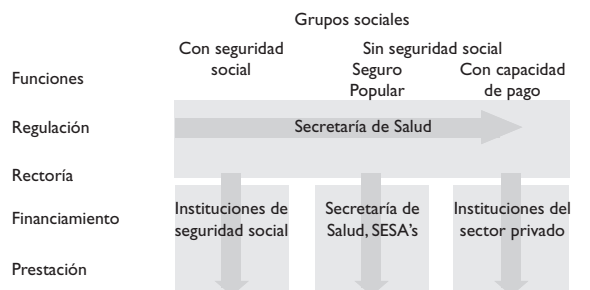 Grupos sociales
Con seguridad social
Sin seguridad social
Seguro Popular
Con capacidad de pago
Funciones
Regulación
Secretaría de Salud
Rectoría
Financiamiento
Instituciones de seguridad social
Secretaría de Salud, SESA's
Instituciones del sector privado
Prestación